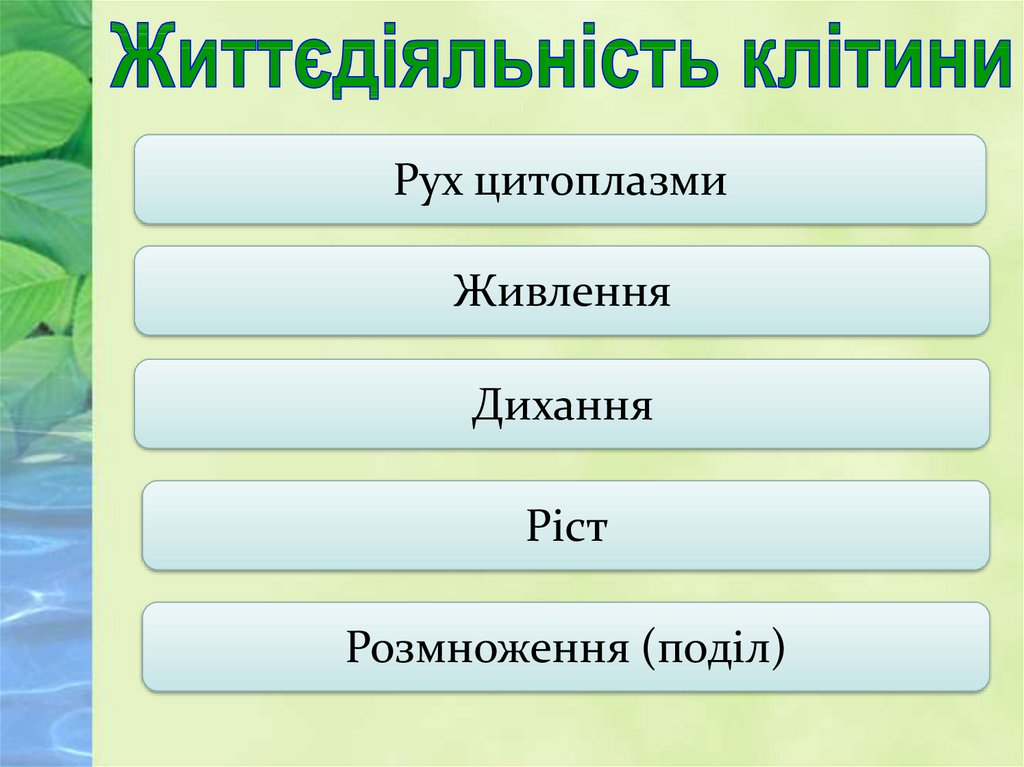 Життєдіяльність клітини
Рух цитоплазми
Живлення
Дихання
Ріст
Розмноження (поділ)